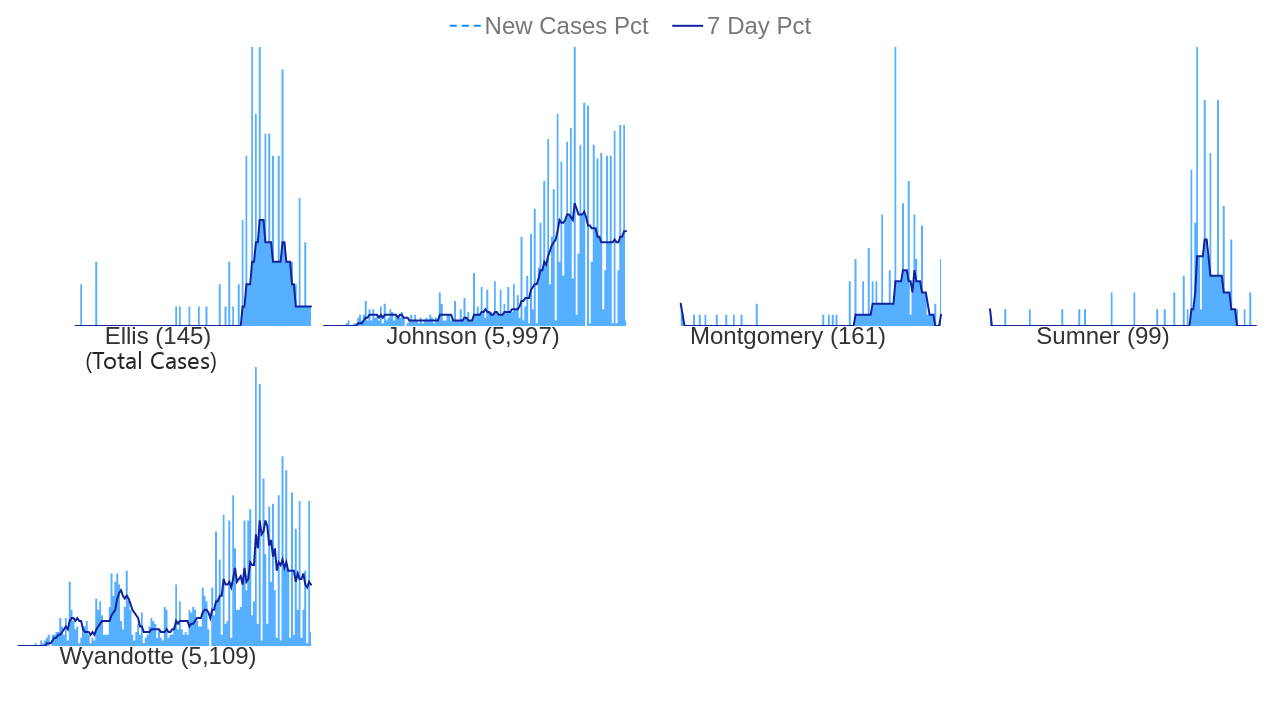 New Cases Pct 7 Day Pct
Ellis (145)
(Total Cases)
Johnson (5,997)
Montgomery (161)
Sumner (99)
Wyandotte (5,109)